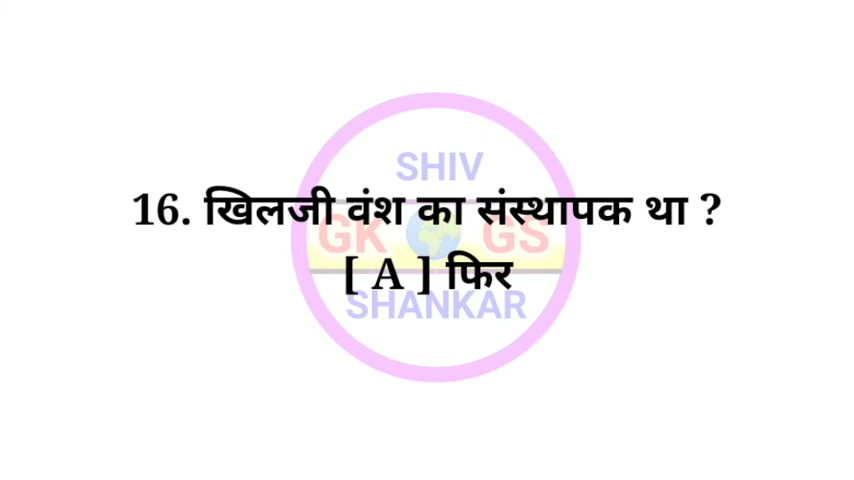 SHIV
16. खिलजी वंश का संस्थापक था ?
GK GS
[ A ] फिर
SHANKAR